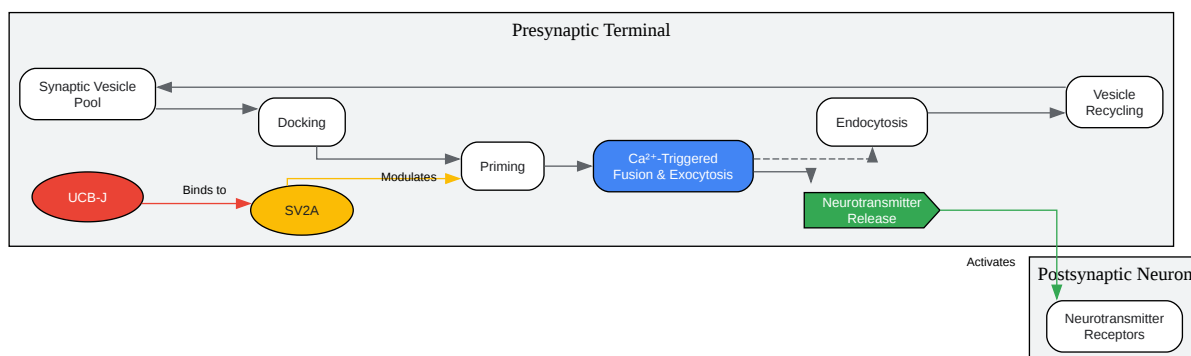 Presynaptic Terminal
Synaptic Vesicle
Pool
Docking
Priming
Ca²⁺-Triggered
Fusion & Exocytosis
Endocytosis
Vesicle
Recycling
UCB-J
Binds to
SV2A
Modulates
Neurotransmitter
Release
Activates
Postsynaptic Neuron
Neurotransmitter
Receptors